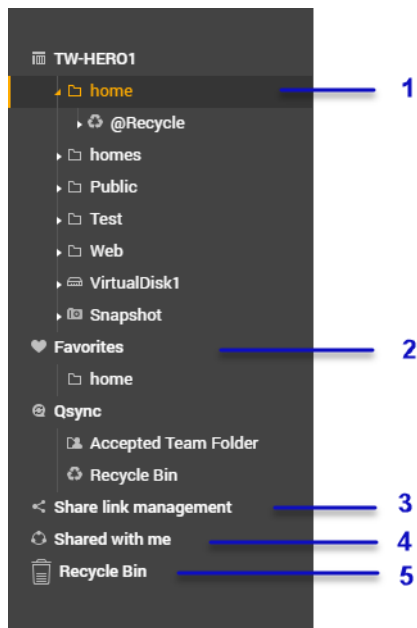 TW-HERO1
home 1
@Recycle
homes
Public
Test
Web
VirtualDisk1
Snapshot
Favorites 2
home
Qsync
Accepted Team Folder
Recycle Bin
Share link management 3
Shared with me 4
Recycle Bin 5